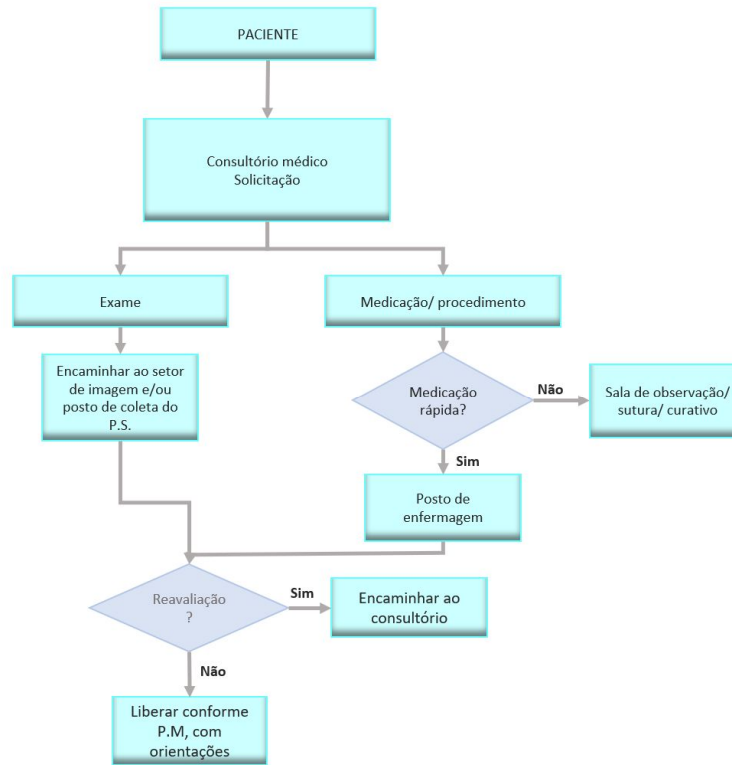 PACIENTE
Consultório médico
Solicitação
Exame
Medicação/ procedimento
Encaminhar ao setor
de imagem e/ou
posto de coleta do
P.S.
Medicação
rápida?
Não
Sala de observação/
sutura/ curativo
Sim
Posto de
enfermagem
Reavaliação
?
Sim
Encaminhar ao
consultório
Não
Liberar conforme
P.M, com
orientações